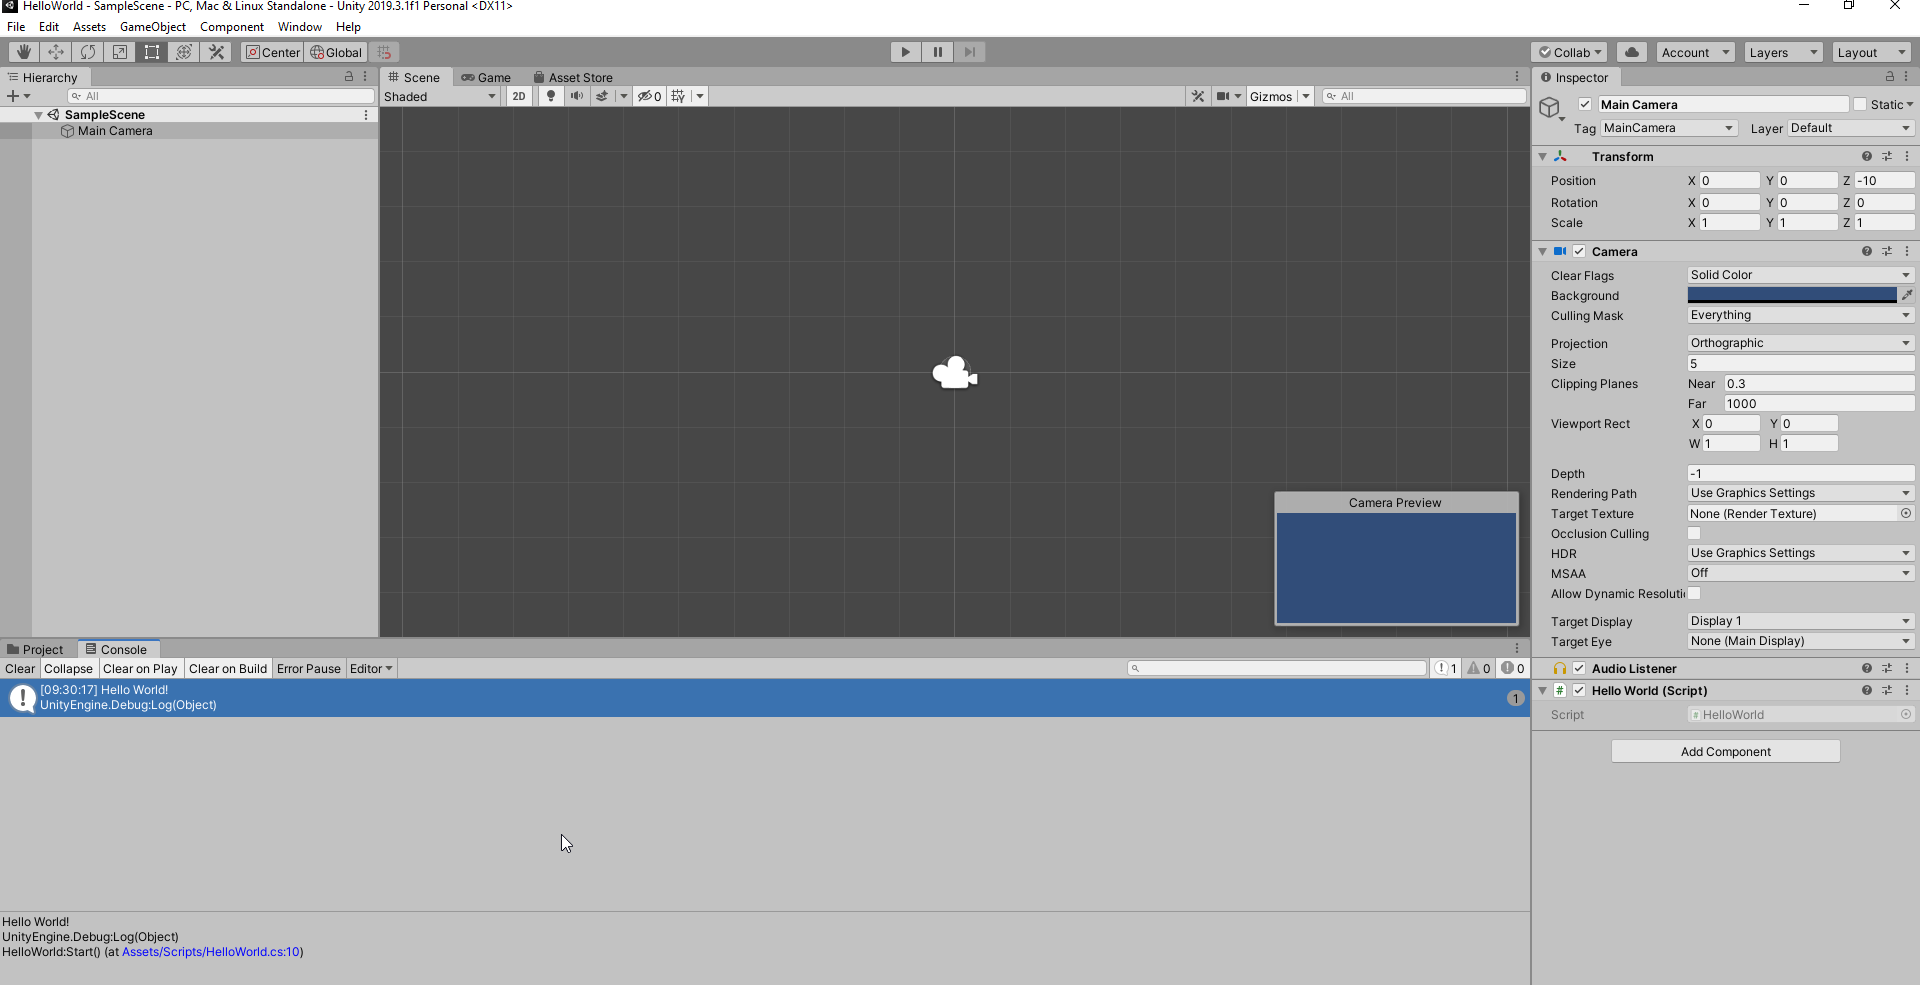 HelloWorld - SampleScene - PC, Mac & Linux Standalone - Unity 2019.3.1f1 Personal <DX11>
File Edit Assets GameObject Component Window Help
Center Global Collab Account Layers Layout
Hierarchy
All
SampleScene
Main Camera
Scene Game Asset Store
Shaded 2D 0 Gizmos All
Camera Preview
Inspector
Main Camera Static
Tag MainCamera Layer Default
Transform
Position X 0 Y 0 Z -10
Rotation X 0 Y 0 Z 0
Scale X 1 Y 1 Z 1
Camera
Clear Flags Solid Color
Background
Culling Mask Everything
Projection Orthographic
Size 5
Clipping Planes Near 0.3
Far 1000
Viewport Rect X 0 Y 0
W 1 H 1
Depth -1
Rendering Path Use Graphics Settings
Target Texture None (Render Texture)
Occlusion Culling
HDR Use Graphics Settings
MSAA Off
Allow Dynamic Resoluti
Target Display Display 1
Target Eye None (Main Display)
Audio Listener
# Hello World (Script)
Script # HelloWorld
Add Component
Project Console
Clear Collapse Clear on Play Clear on Build Error Pause Editor 1 0 0
[09:30:17] Hello World!
UnityEngine.Debug:Log(Object) 1
Hello World!
UnityEngine.Debug:Log(Object)
HelloWorld:Start() (at Assets/Scripts/HelloWorld.cs:10)